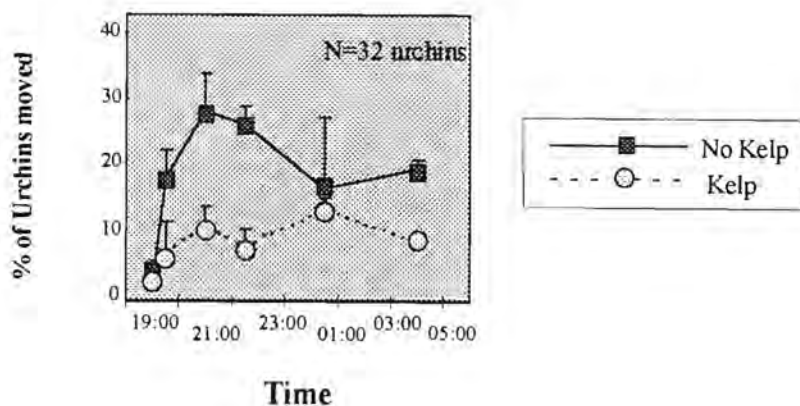 % of Urchins moved
40
30
20
10
0
N=32 urchins
19:00
21:00
23:00
01:00
03:00
05:00
Time
No Kelp
Kelp